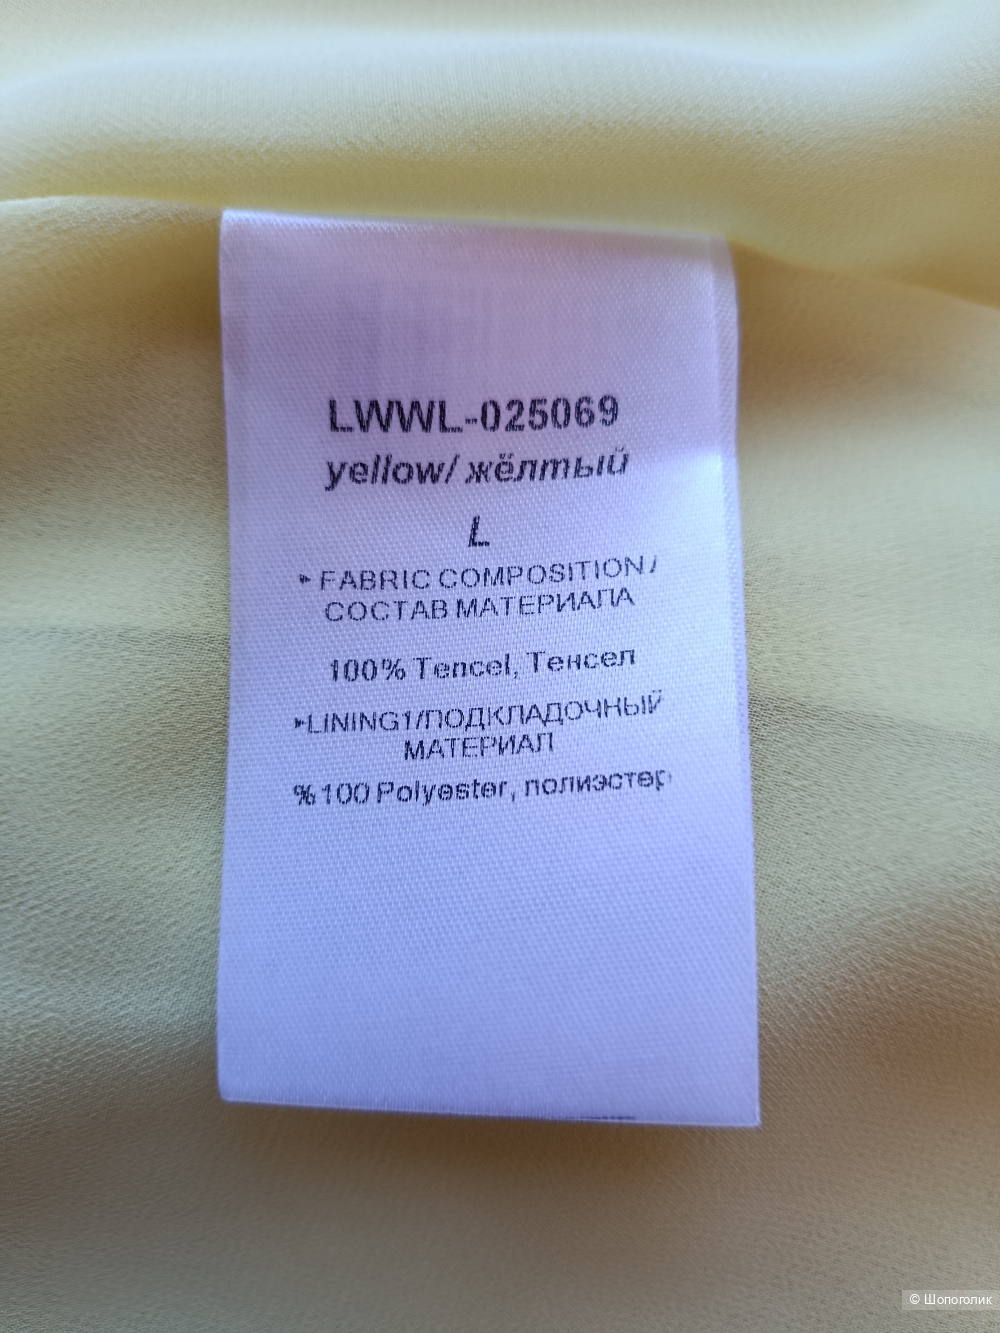 LWWL-025069
yellow/ жёлтый
L
▸ FABRIC COMPOSITION /
СОСТАВ МАТЕРИАЛА
100% Tencel, Тенсел
▸LINING1/ПОДКЛАДОЧНЫЙ
МАТЕРИАЛ
%100 Polyester, полиэстер
© Шопоголик